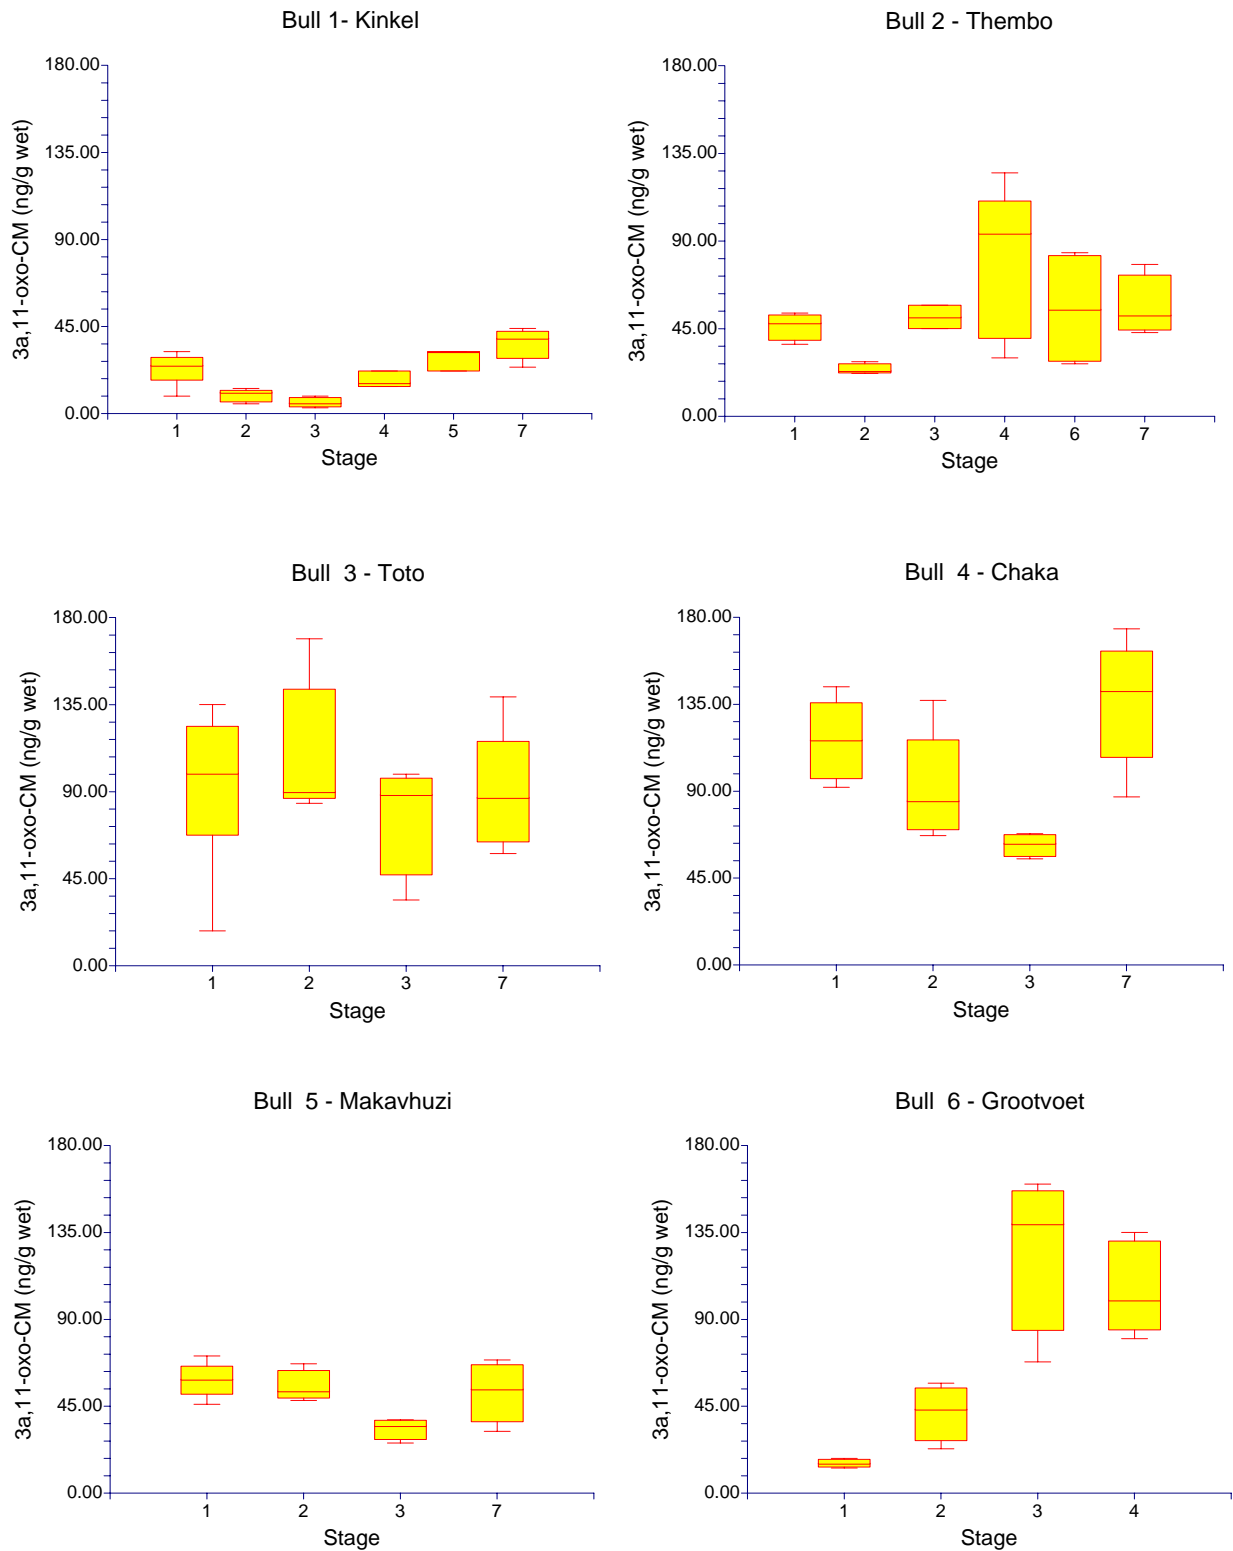 Bull 1- Kinkel
180.00
135.00
90.00
45.00
0.00
3a,11-oxo-CM (ng/g wet)
1 2 3 4 5 7
Stage
Bull 2 - Thembo
180.00
135.00
90.00
45.00
0.00
3a,11-oxo-CM (ng/g wet)
1 2 3 4 6 7
Stage
Bull 3 - Toto
180.00
135.00
90.00
45.00
0.00
3a,11-oxo-CM (ng/g wet)
1 2 3 7
Stage
Bull 4 - Chaka
180.00
135.00
90.00
45.00
0.00
3a,11-oxo-CM (ng/g wet)
1 2 3 7
Stage
Bull 5 - Makavhuzi
180.00
135.00
90.00
45.00
0.00
3a,11-oxo-CM (ng/g wet)
1 2 3 7
Stage
Bull 6 - Grootvoet
180.00
135.00
90.00
45.00
0.00
3a,11-oxo-CM (ng/g wet)
1 2 3 4
Stage